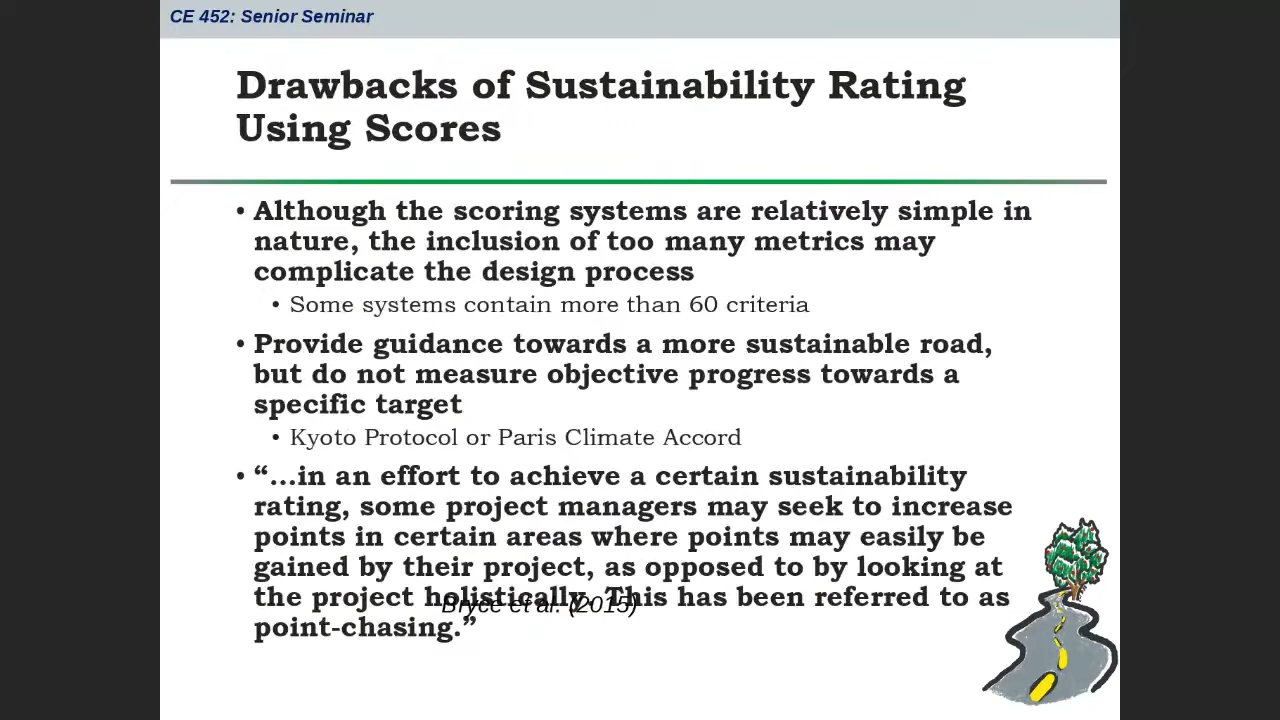 CE 452: Senior Seminar
Drawbacks of Sustainability Rating
Using Scores
• Although the scoring systems are relatively simple in
nature, the inclusion of too many metrics may
complicate the design process
• Some systems contain more than 60 criteria
• Provide guidance towards a more sustainable road,
but do not measure objective progress towards a
specific target
• Kyoto Protocol or Paris Climate Accord
• “…in an effort to achieve a certain sustainability
rating, some project managers may seek to increase
points in certain areas where points may easily be
gained by their project, as opposed to by looking at
the project holistically. This has been referred to as
Bryce et al. (2015)
point-chasing.”